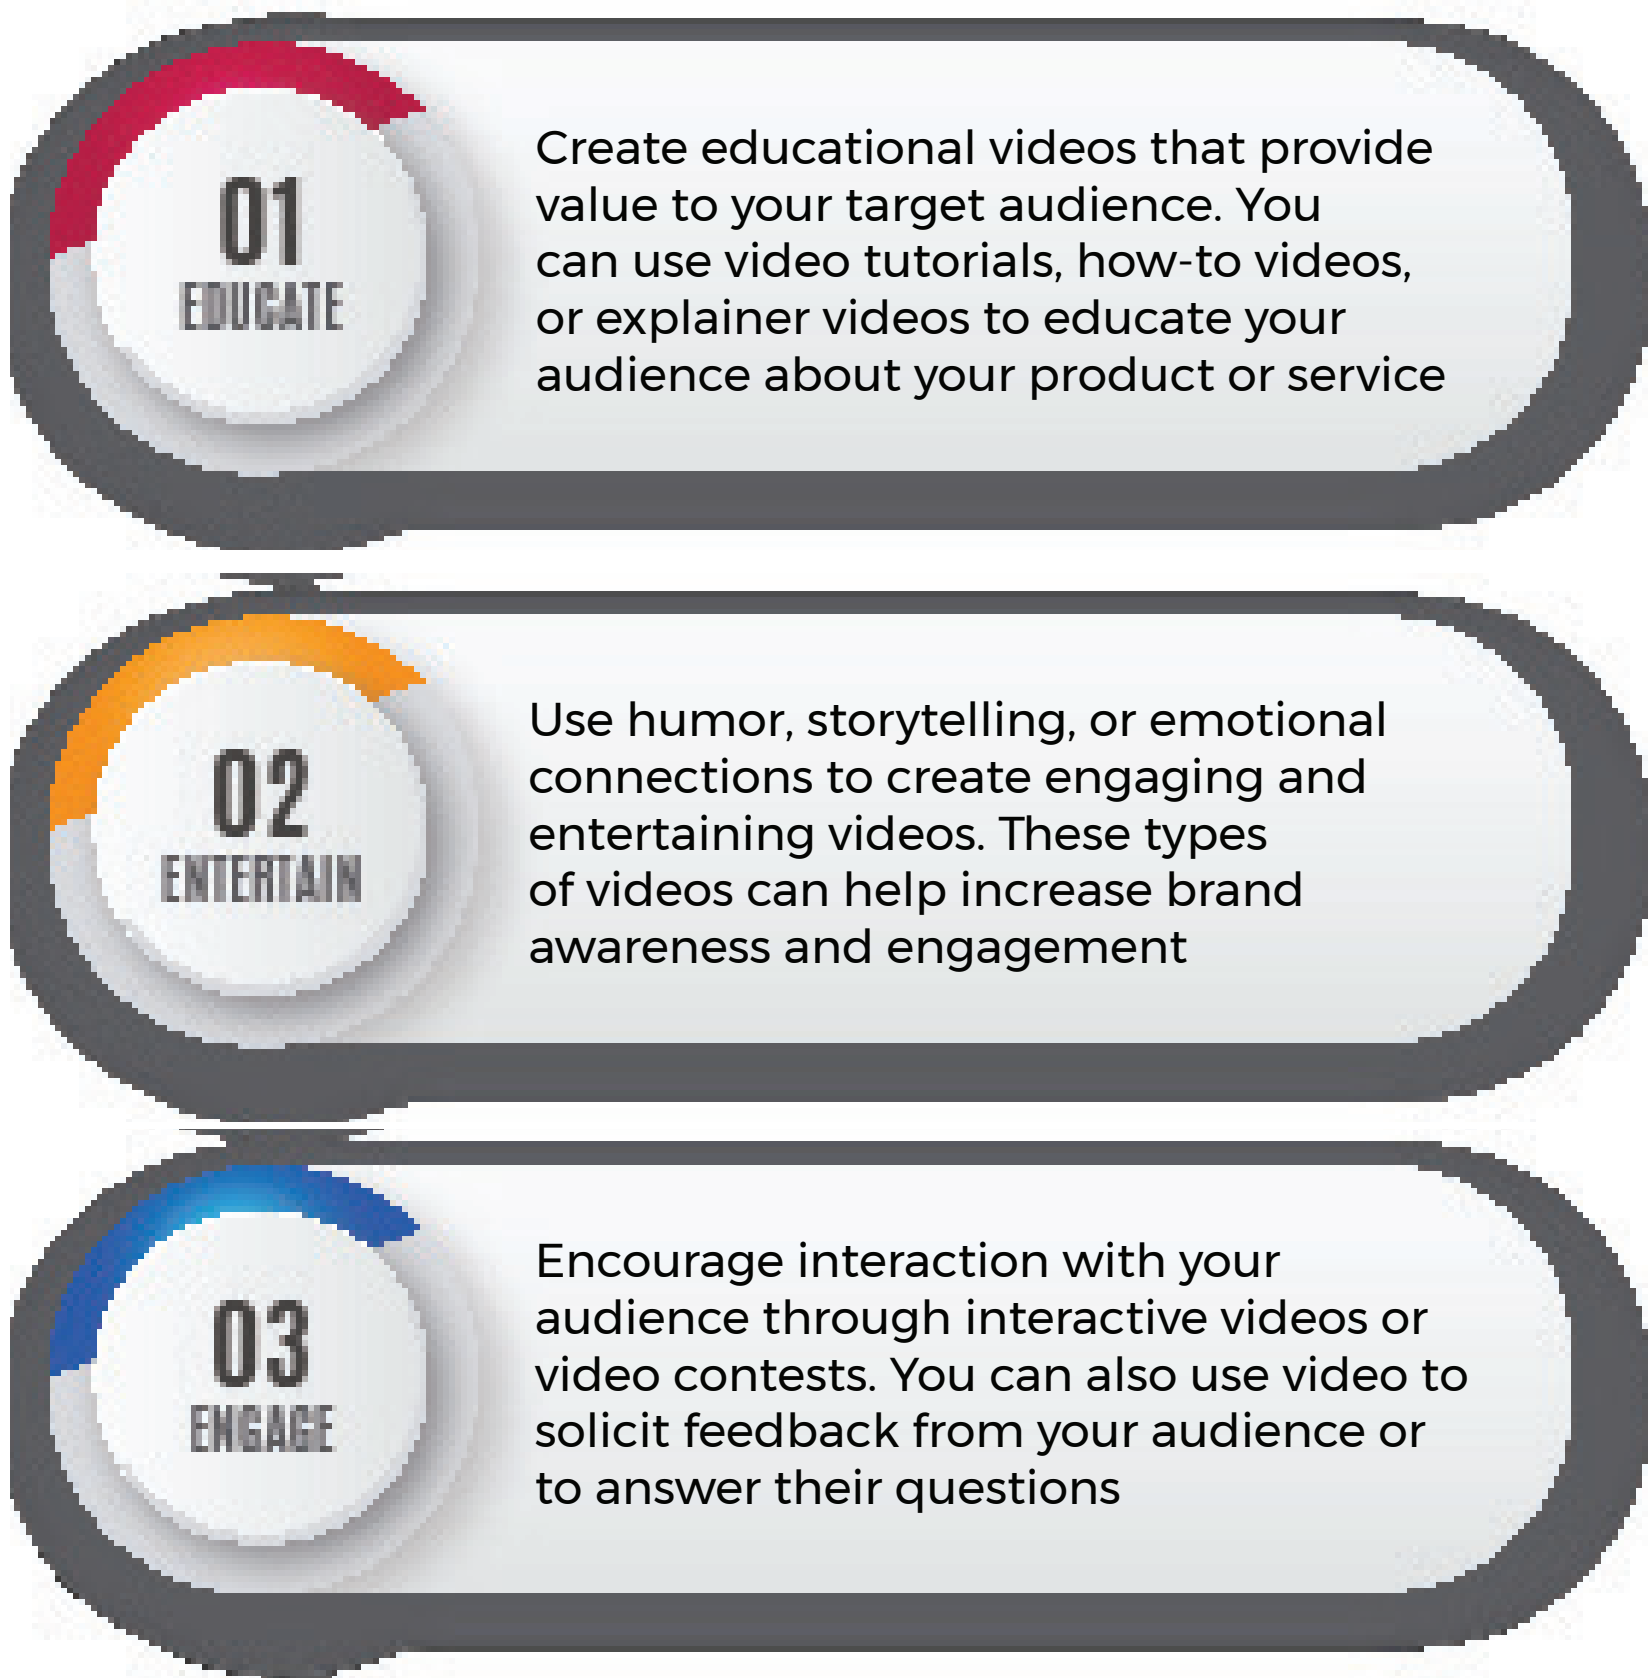 01
EDUCATE
Create educational videos that provide
value to your target audience. You
can use video tutorials, how-to videos,
or explainer videos to educate your
audience about your product or service
02
ENTERTAIN
Use humor, storytelling, or emotional
connections to create engaging and
entertaining videos. These types
of videos can help increase brand
awareness and engagement
03
ENGAGE
Encourage interaction with your
audience through interactive videos or
video contests. You can also use video to
solicit feedback from your audience or
to answer their questions